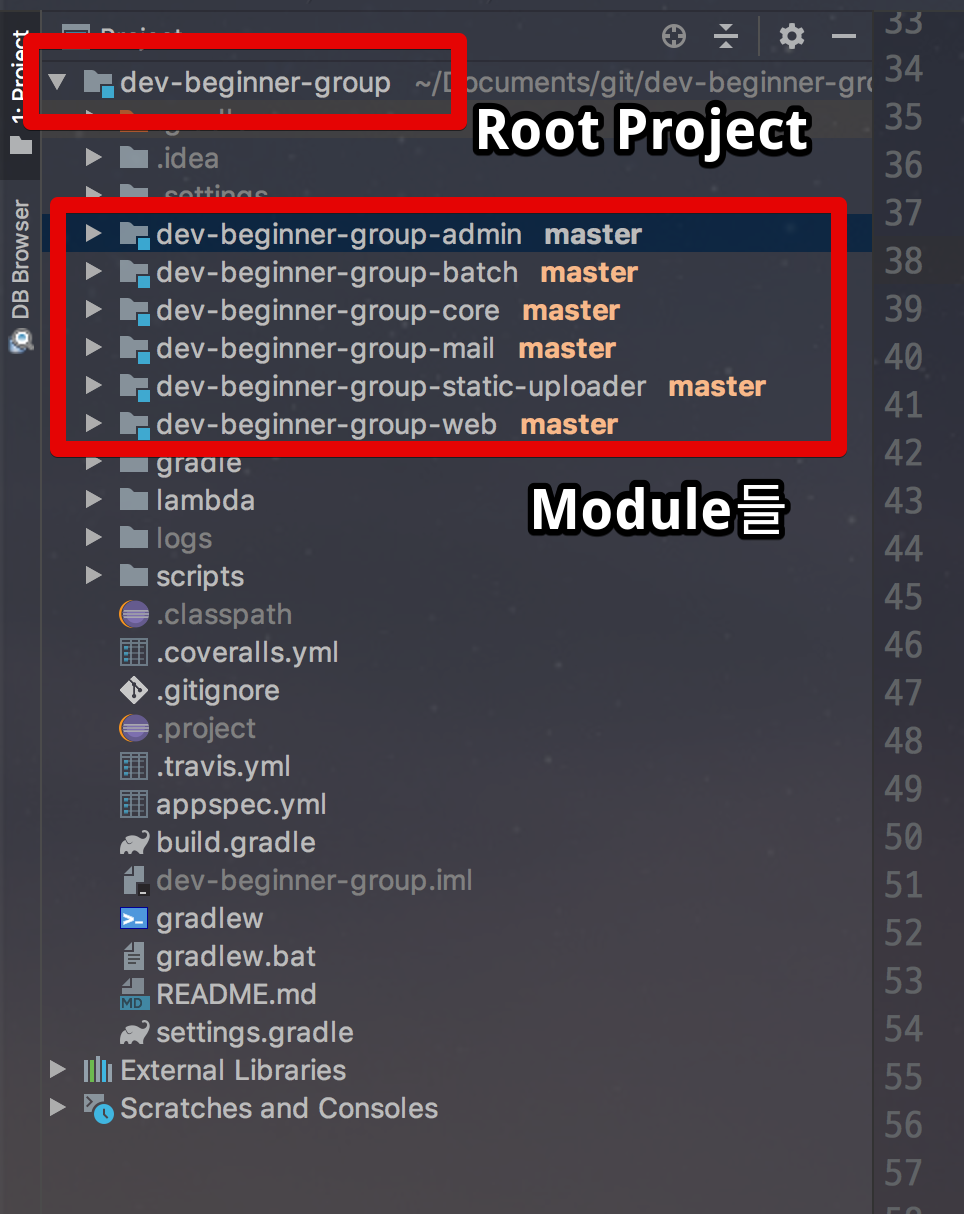 1: Project
Project
dev-beginner-group ~/Documents/git/dev-beginner-gro
Root Project
.idea
.settings
dev-beginner-group-admin master
dev-beginner-group-batch master
dev-beginner-group-core master
dev-beginner-group-mail master
dev-beginner-group-static-uploader master
dev-beginner-group-web master
gradle
Module들
lambda
logs
scripts
.classpath
.coveralls.yml
.gitignore
.project
.travis.yml
appspec.yml
build.gradle
dev-beginner-group.iml
gradlew
gradlew.bat
MD README.md
settings.gradle
External Libraries
Scratches and Consoles
DB Browser
33
34
35
36
37
38
39
40
41
42
43
44
45
46
47
48
49
50
51
52
53
54
55
56
57